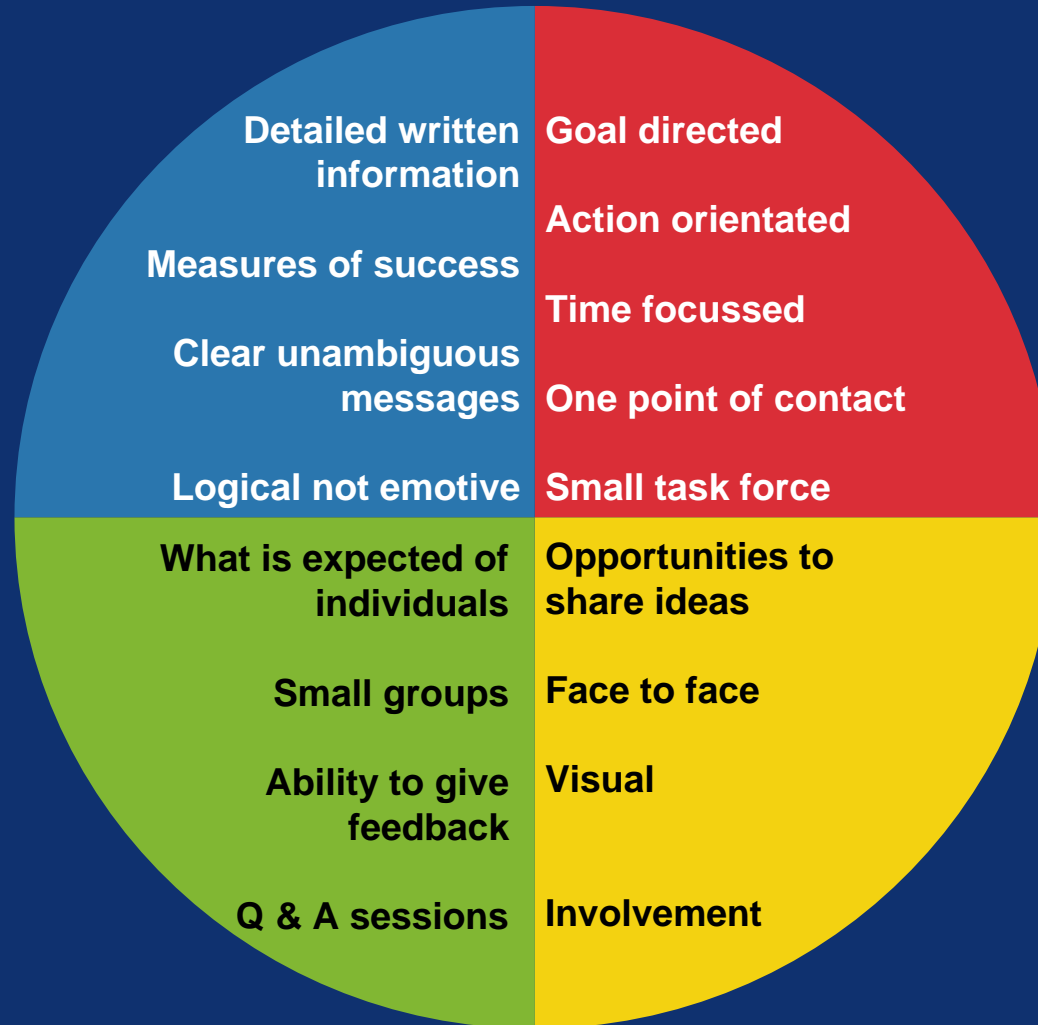 Detailed written
information
Measures of success
Clear unambiguous
messages
Logical not emotive
Goal directed
Action orientated
Time focussed
One point of contact
Small task force
What is expected of
individuals
Small groups
Ability to give
feedback
Q & A sessions
Opportunities to
share ideas
Face to face
Visual
Involvement